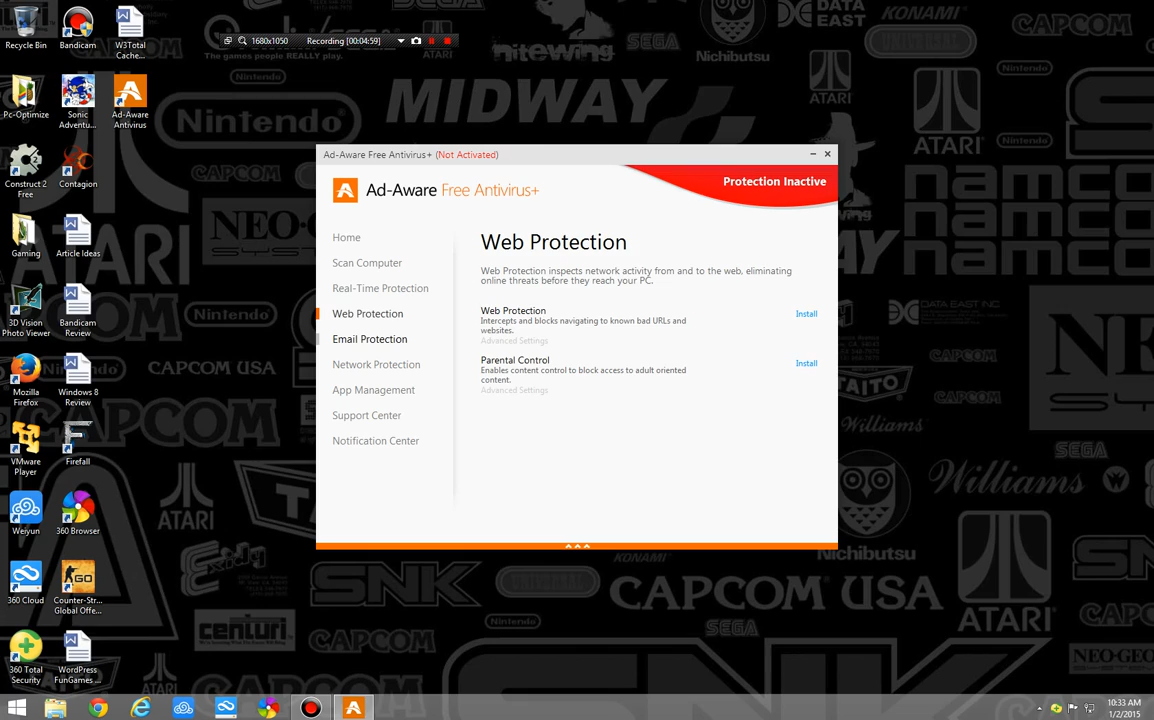 Recycle Bin
Bandicam
W3Total Cache...
Pc-Optimize
Sonic Adventu...
Ad-Aware Antivirus
Construct 2 Free
Contagion
Gaming
Article Ideas
3D Vision Photo Viewer
Bandicam Review
Mozilla Firefox
Windows 8 Review
VMware Player
Firefall
Weiyun
360 Browser
360 Cloud
Counter-Str... Global Offe...
360 Total Security
WordPress FunGames ...
1680x1050 Recording [00:04:59]
Ad-Aware Free Antivirus+ (Not Activated)
Ad-Aware Free Antivirus+
Protection Inactive
Home
Scan Computer
Real-Time Protection
Web Protection
Email Protection
Network Protection
App Management
Support Center
Notification Center
Web Protection
Web Protection inspects network activity from and to the web, eliminating
online threats before they reach your PC.
Web Protection
Install
Intercepts and blocks navigating to known bad URLs and
websites.
Advanced Settings
Parental Control
Install
Enables content control to block access to adult oriented
content.
Advanced Settings
The games people REALLY play.
Nintendo
MIDWAY
SEGA
nitewing
Nichibutsu
DATA EAST
KONAMI
CAPCOM
ATARI
namco
NEO-GEO
CAPCOM USA
TAITO
Williams
SNK
Exidy
centuri
10:33 AM
1/2/2015